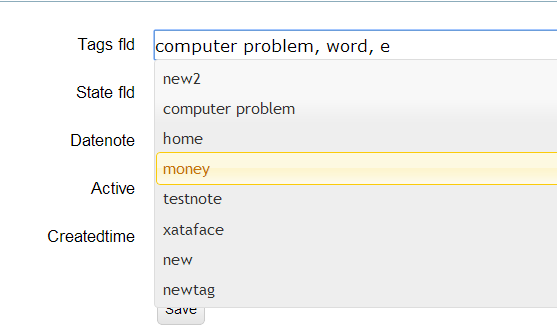 Tags fld
computer problem, word, e
new2
State fld
computer problem
Datenote
home
money
Active
testnote
Createdtime
xataface
new
newtag
Save